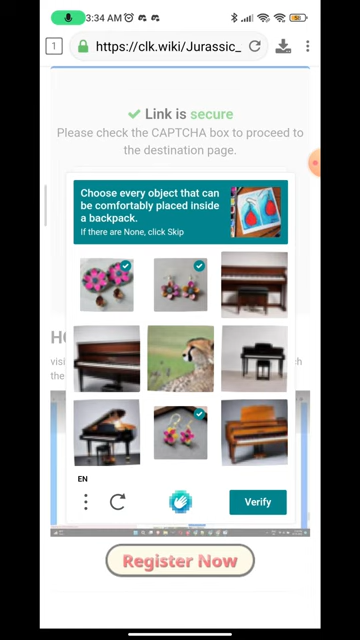 3:34 AM
51
1
https://clk.wiki/Jurassic_
Link is secure
Please check the CAPTCHA box to proceed to
the destination page.
Choose every object that can
be comfortably placed inside
a backpack.
If there are None, click Skip
EN
Verify
Register Now